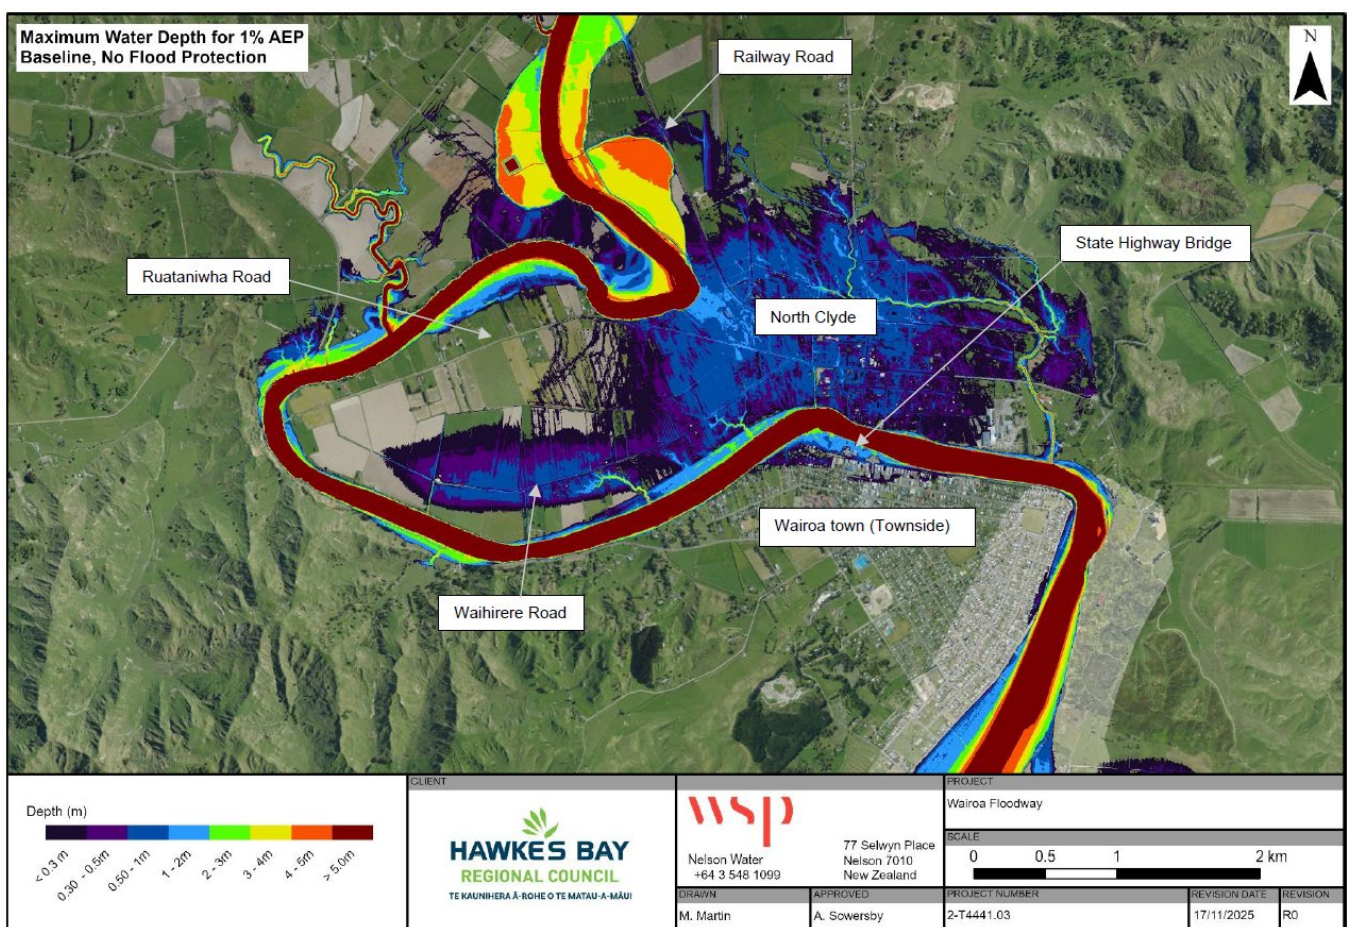 Maximum Water Depth for 1% AEP
Baseline, No Flood Protection
N
Railway Road
State Highway Bridge
Ruataniwha Road
North Clyde
Wairoa town (Townside)
Waihirere Road
Depth (m)
< 0.3 m
0.30 - 0.5m
0.50 - 1m
1 - 2m
2 - 3m
3 - 4m
4 - 5m
> 5.0m
CLIENT
HAWKES BAY
REGIONAL COUNCIL
TE KAUNIHERA Ā-ROHE O TE MATAU-A-MĀUI
wsp
Nelson Water
+64 3 548 1099
77 Selwyn Place
Nelson 7010
New Zealand
DRAWN
M. Martin
APPROVED
A. Sowersby
PROJECT
Wairoa Floodway
SCALE
0 0.5 1 2 km
PROJECT NUMBER
2-T4441.03
REVISION DATE
17/11/2025
REVISION
R0